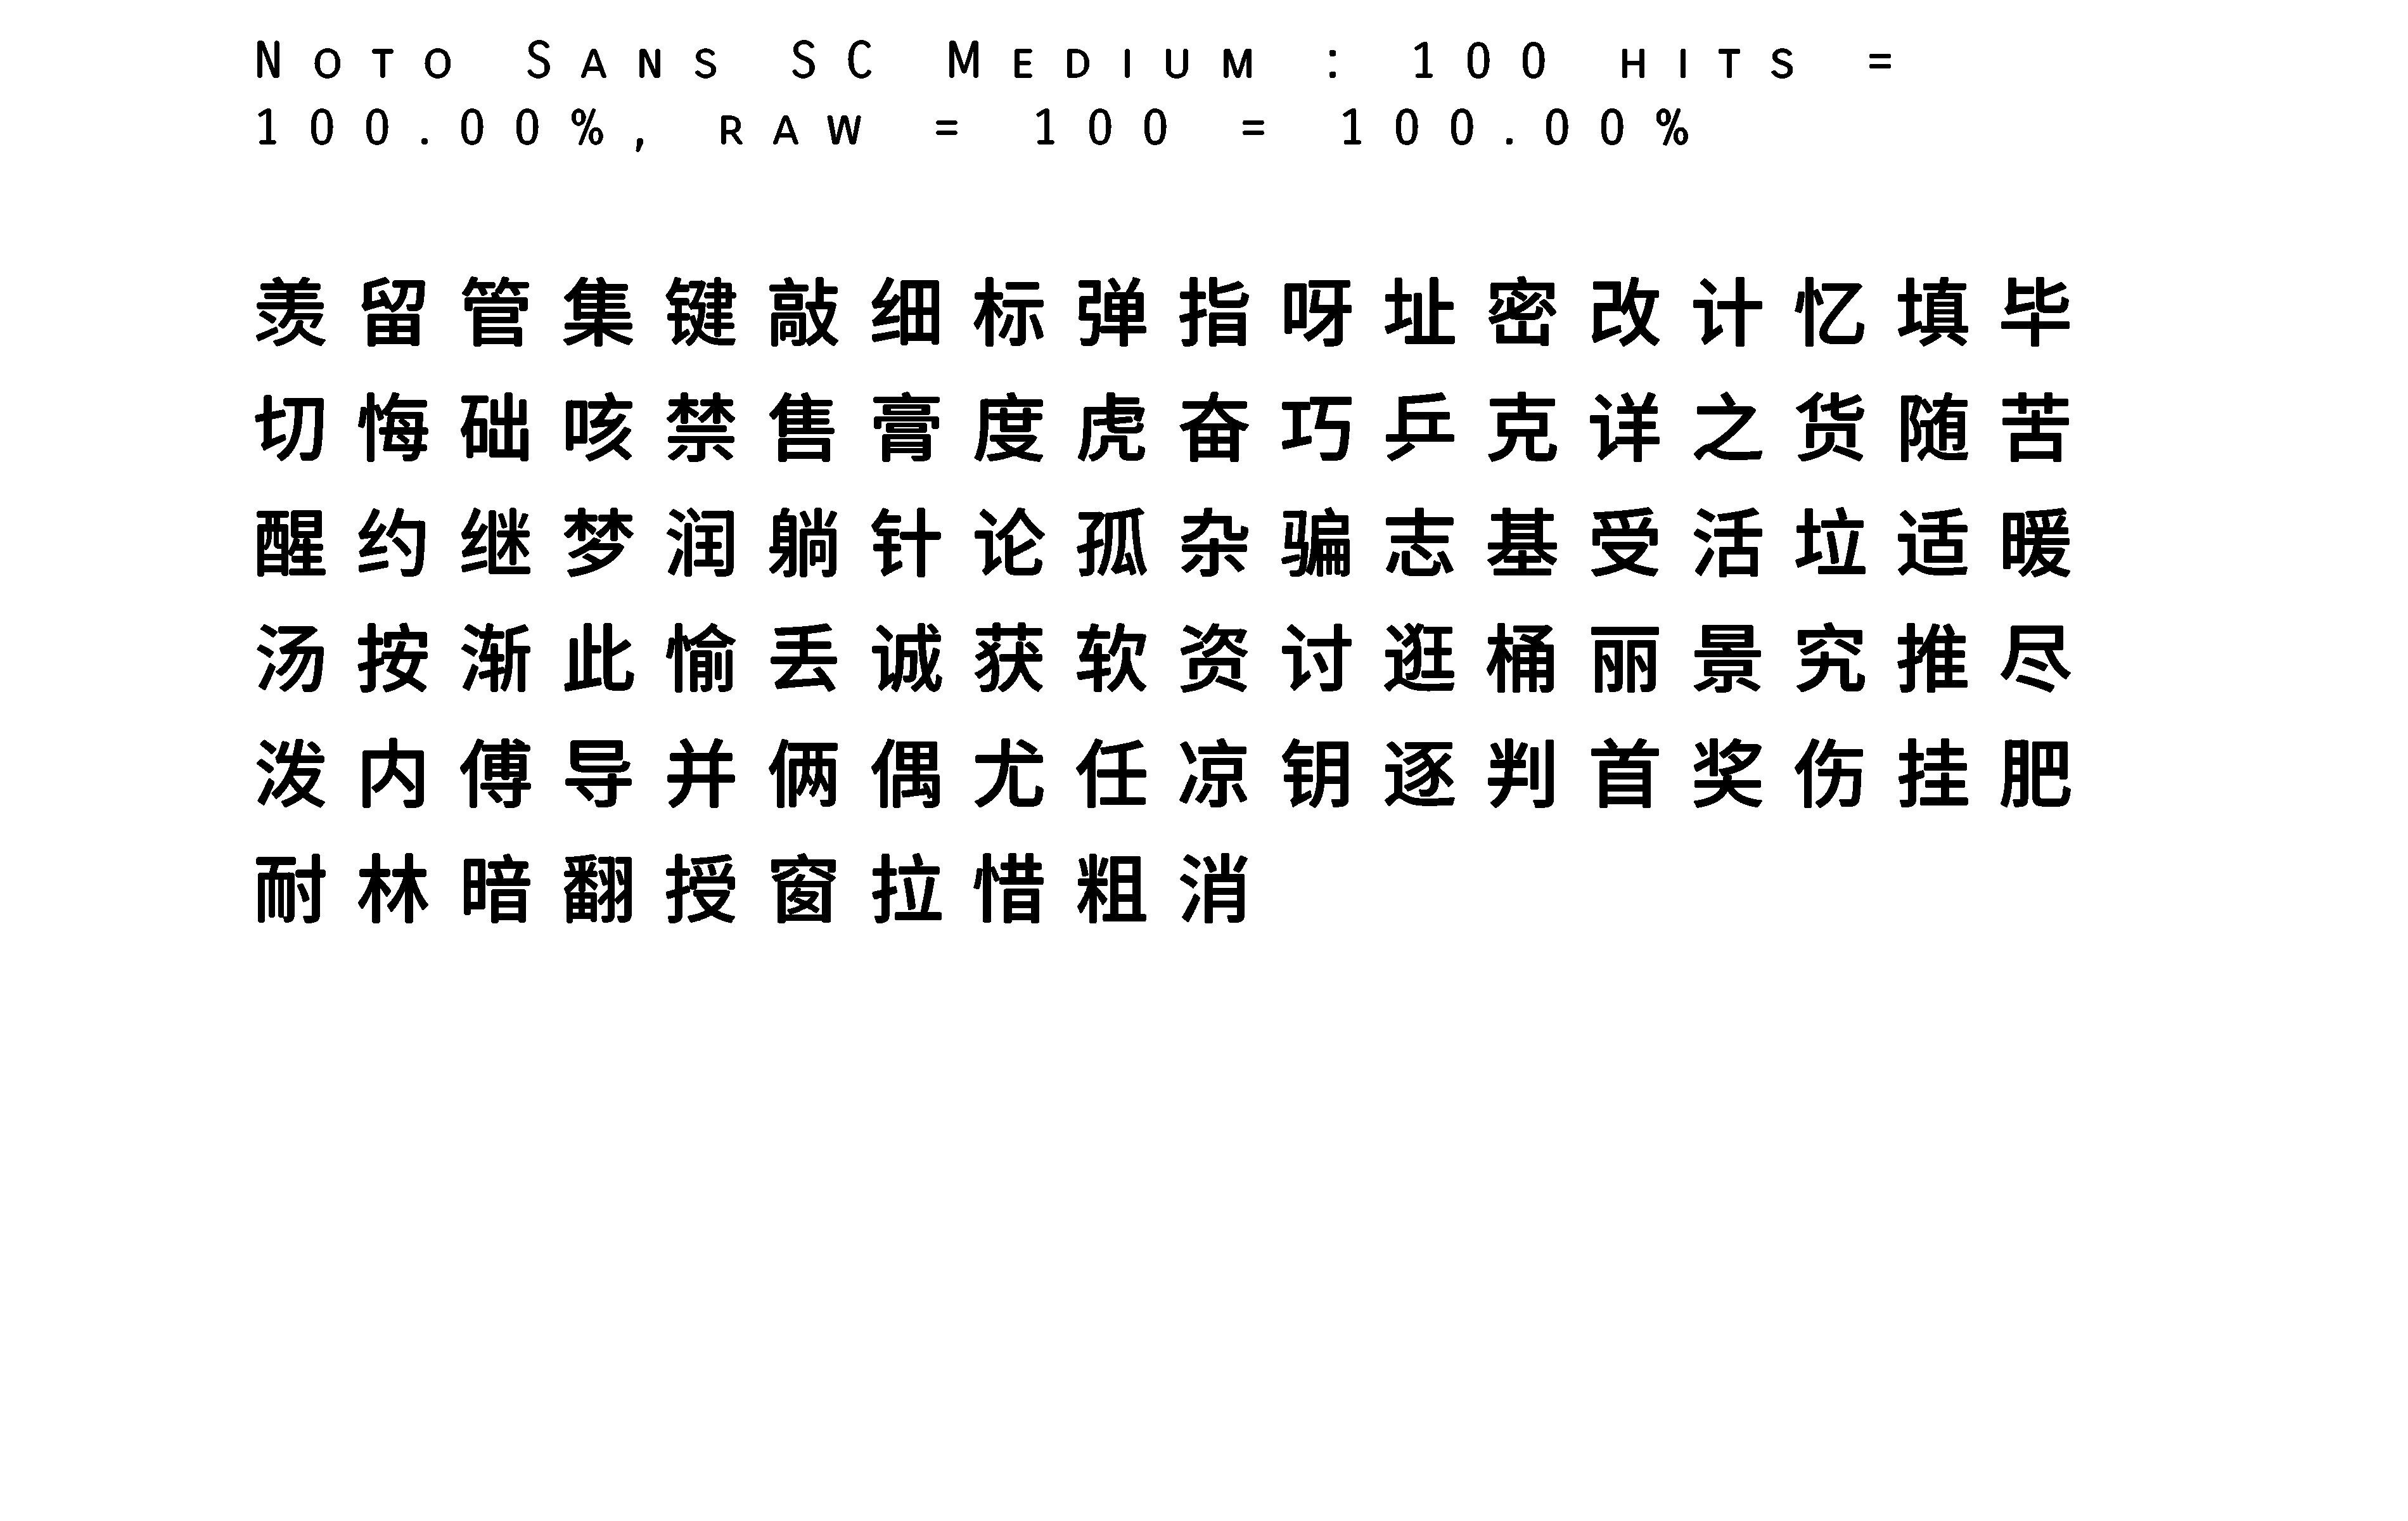 Noto Sans SC Medium : 100 hits =
100.00%, raw = 100 = 100.00%
羡留管集键敲细标弹指呀址密改计忆填毕
切悔础咳禁售膏度虎奋巧乒克详之货随苦
醒约继梦润躺针论孤杂骗志基受活垃适暖
汤按渐此愉丢诚获软资讨逛桶丽景究推尽
泼内傅导并俩偶尤任凉钥逐判首奖伤挂肥
耐林暗翻授窗拉惜粗消